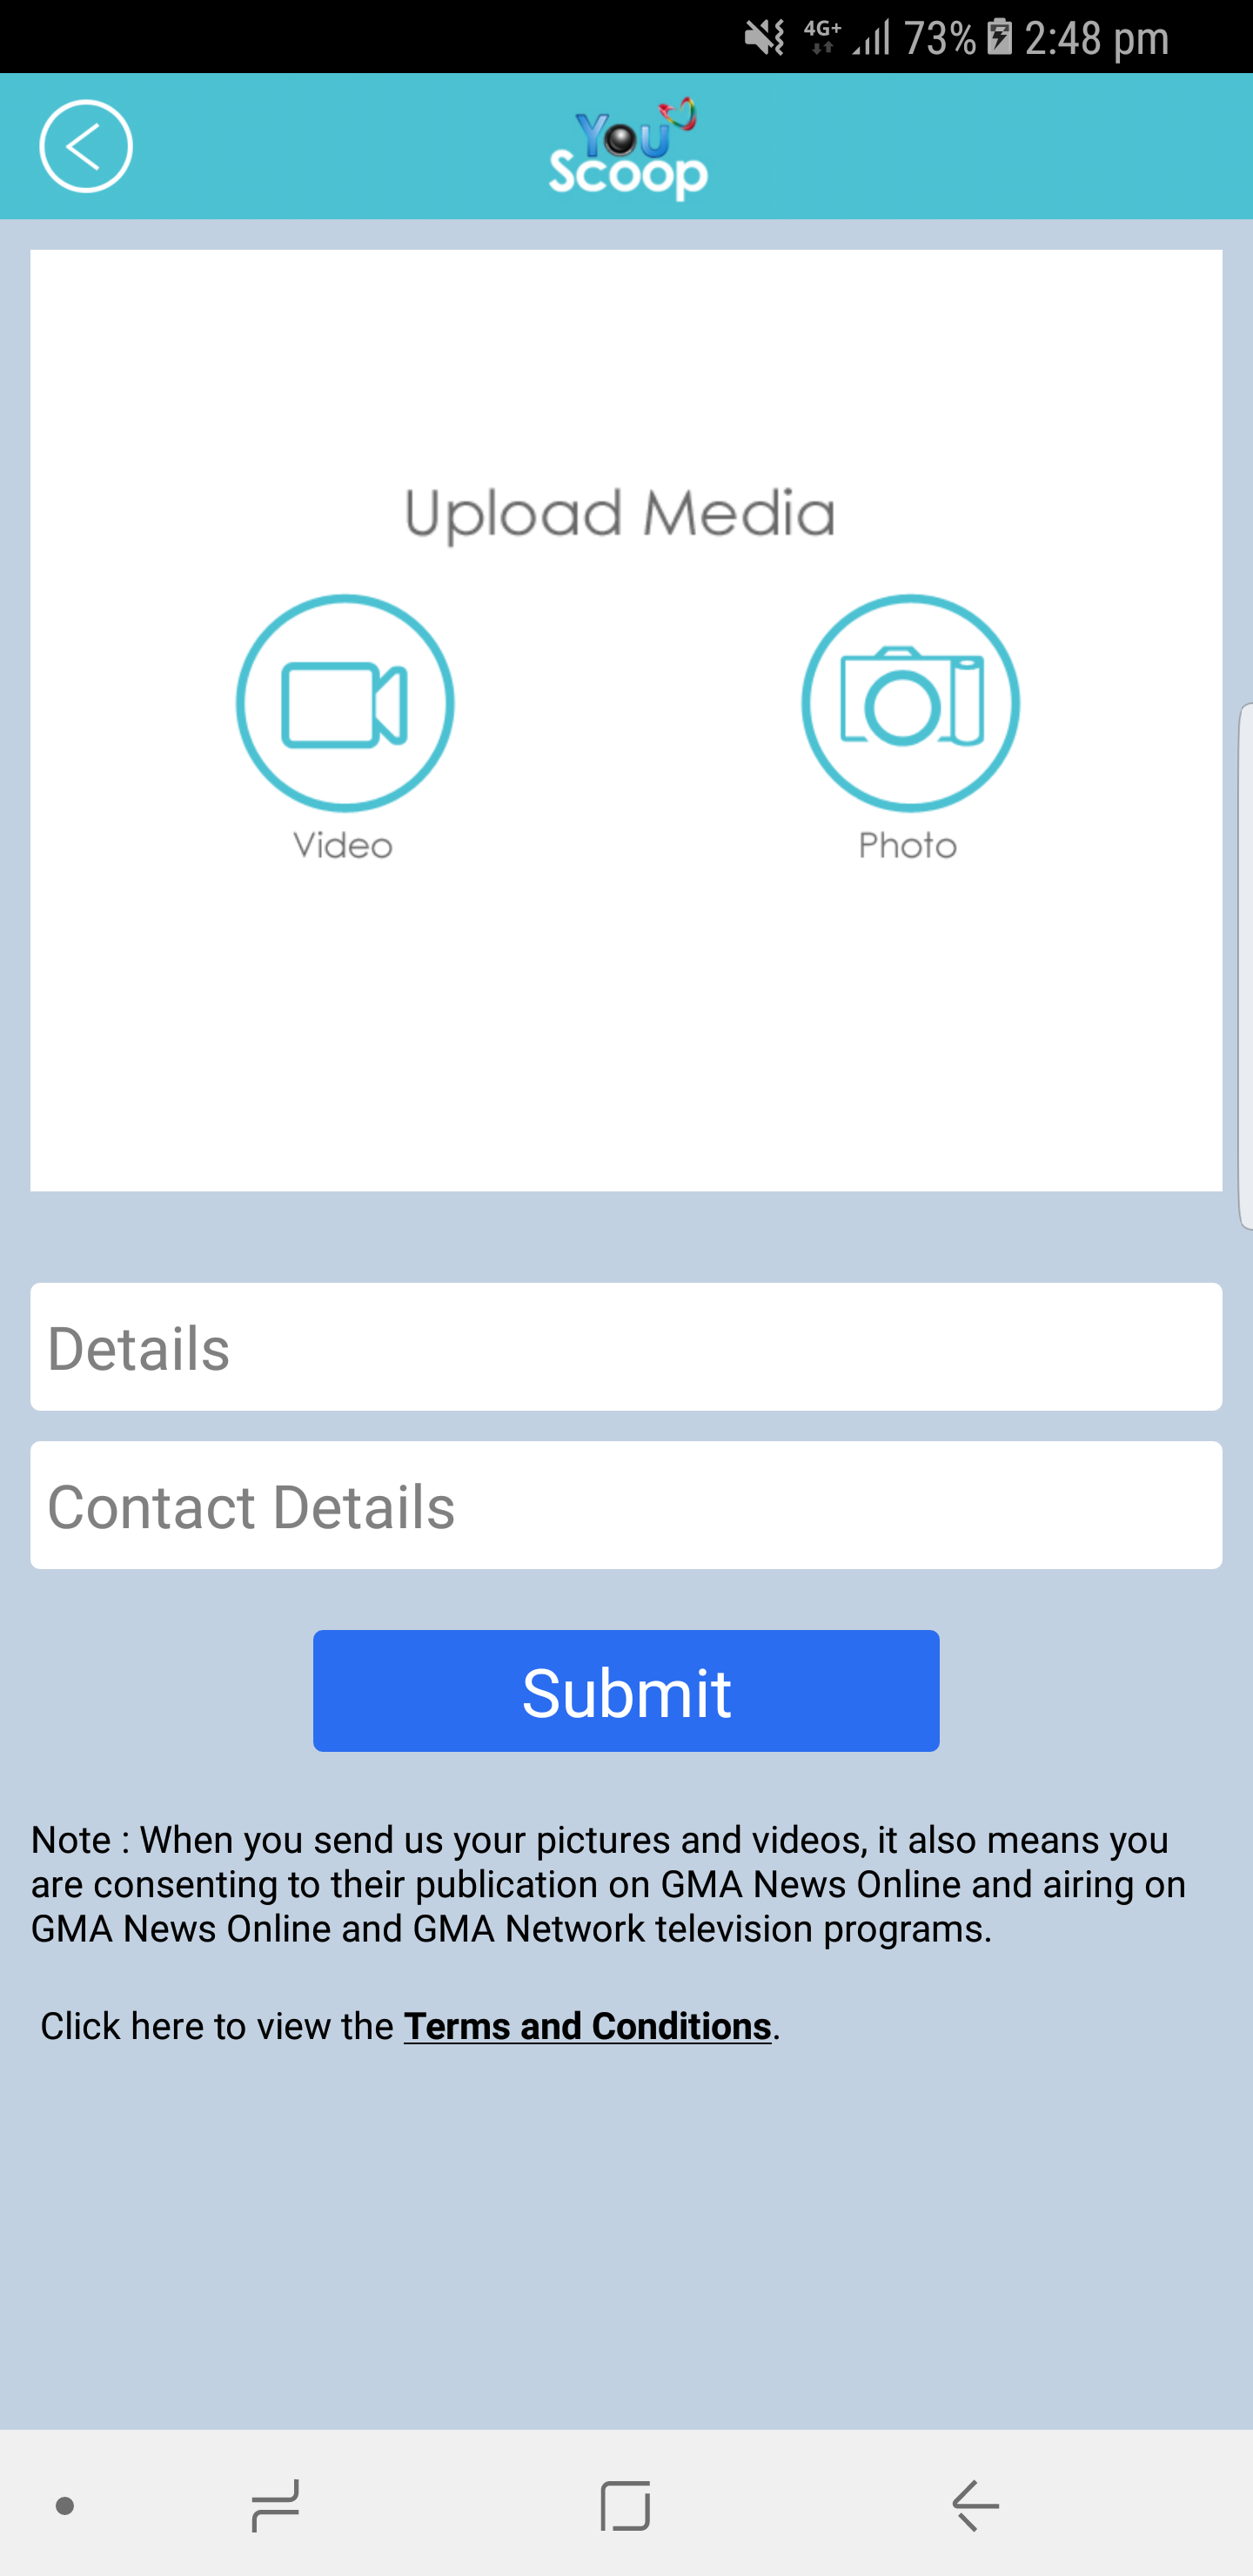 4G+ 73% 2:48 pm
You
Scoop
Upload Media
Video Photo
Details
Contact Details
Submit
Note : When you send us your pictures and videos, it also means you
are consenting to their publication on GMA News Online and airing on
GMA News Online and GMA Network television programs.
Click here to view the Terms and Conditions.